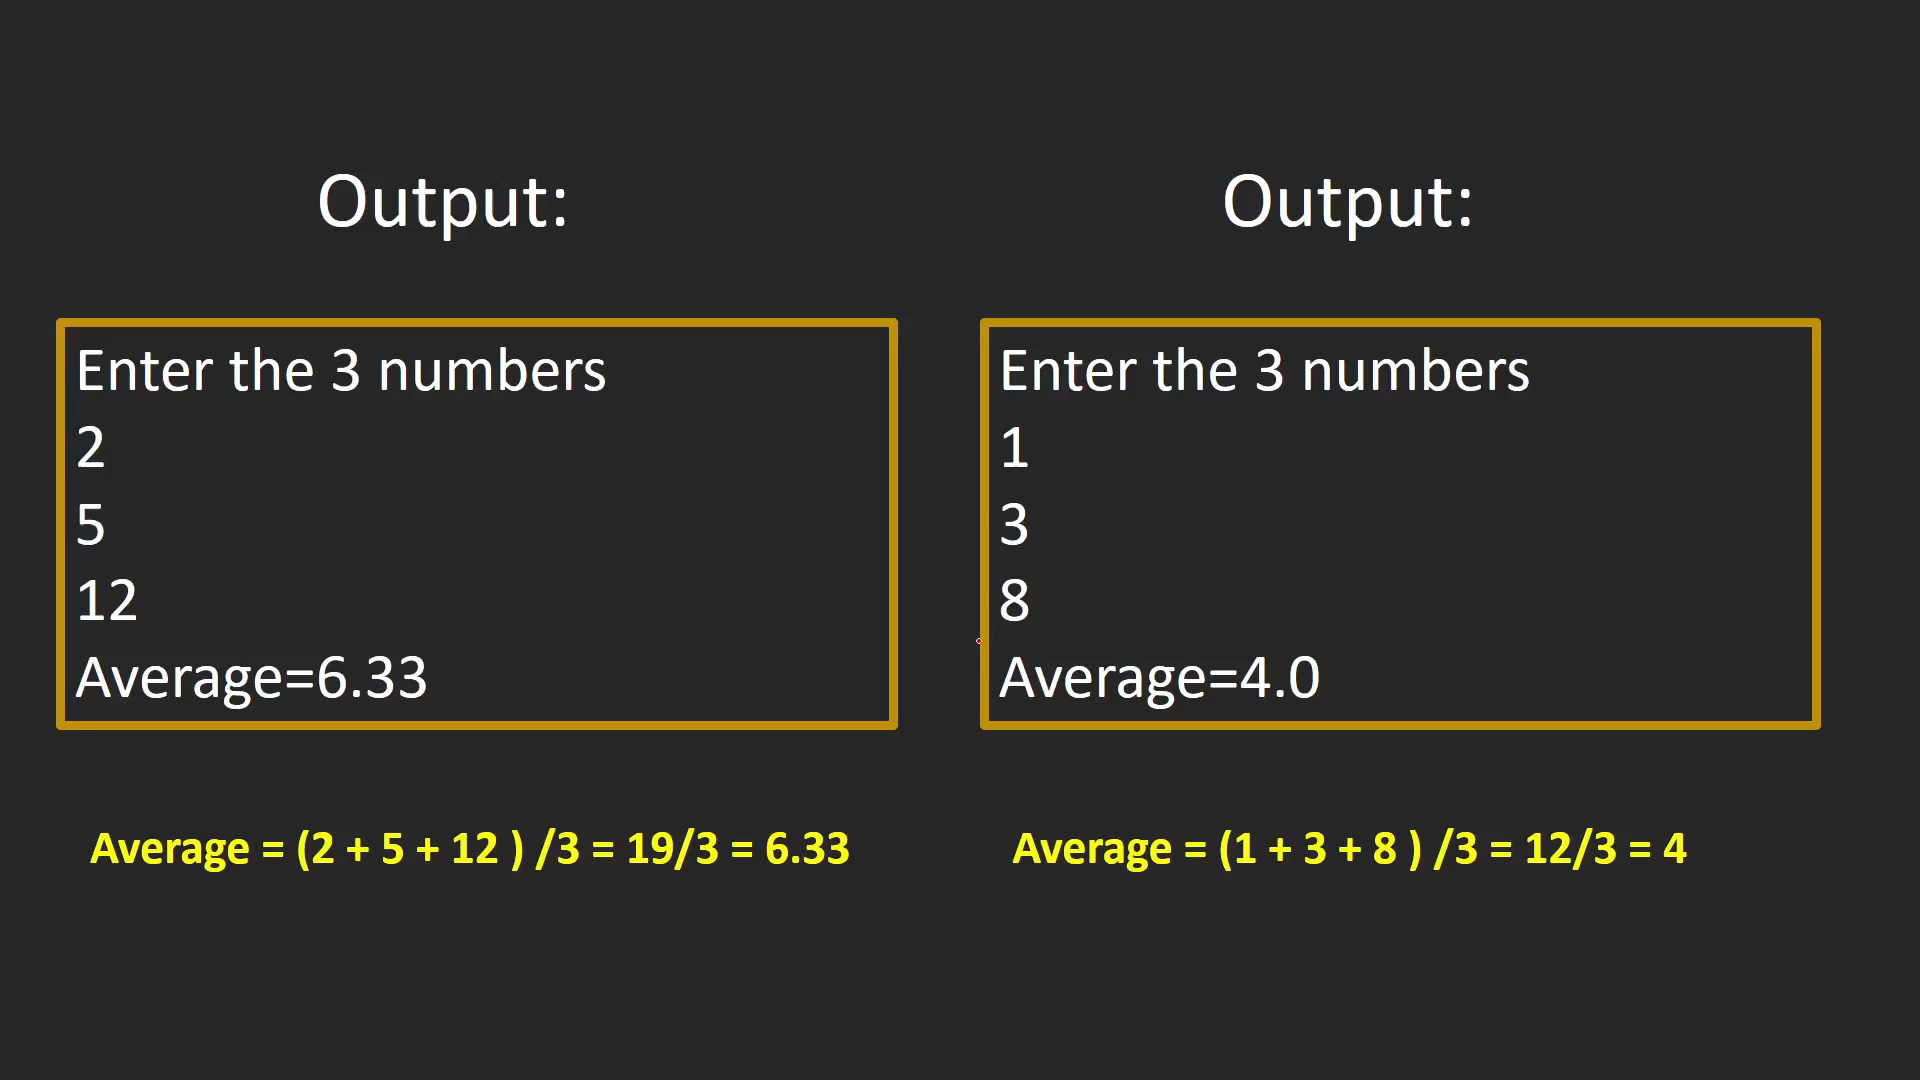 Output:
Enter the 3 numbers
2
5
12
Average=6.33
Average = (2 + 5 + 12 ) /3 = 19/3 = 6.33
Output:
Enter the 3 numbers
1
3
8
Average=4.0
Average = (1 + 3 + 8 ) /3 = 12/3 = 4